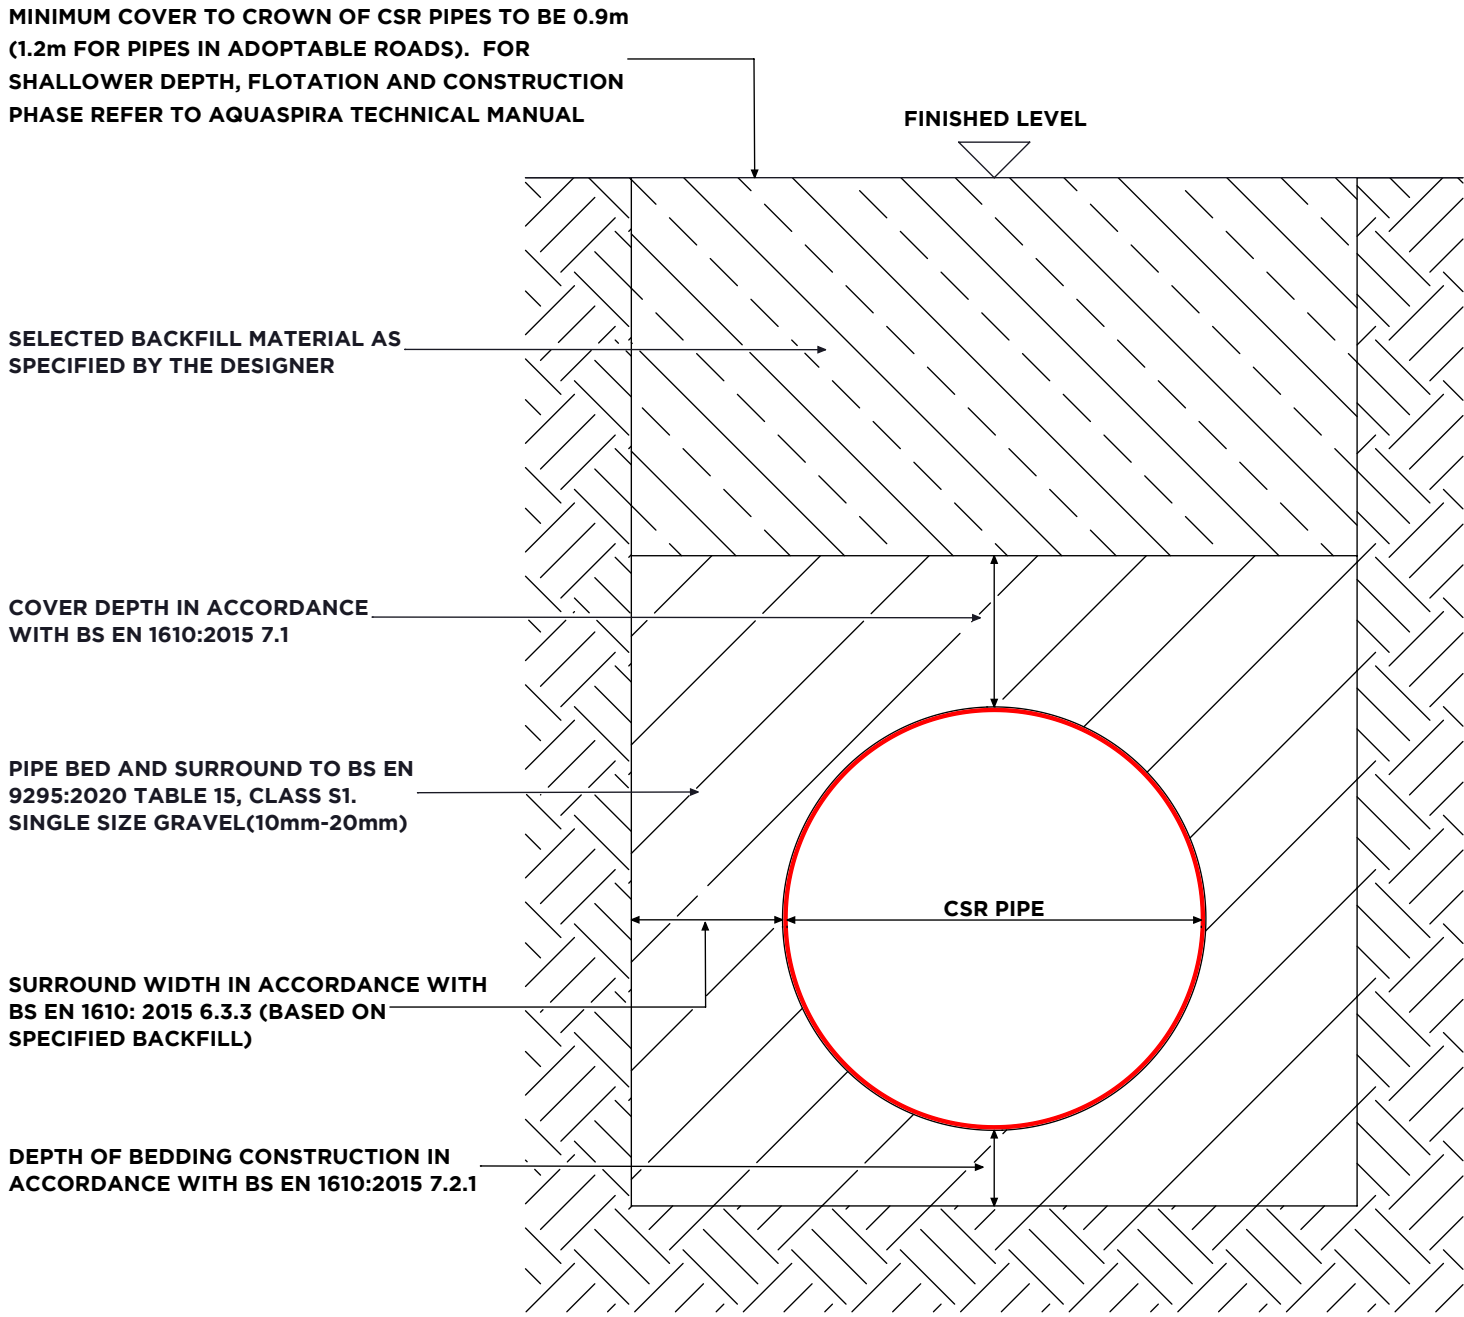 MINIMUM COVER TO CROWN OF CSR PIPES TO BE 0.9m
(1.2m FOR PIPES IN ADOPTABLE ROADS). FOR
SHALLOWER DEPTH, FLOTATION AND CONSTRUCTION
PHASE REFER TO AQUASPIRA TECHNICAL MANUAL
FINISHED LEVEL
SELECTED BACKFILL MATERIAL AS
SPECIFIED BY THE DESIGNER
COVER DEPTH IN ACCORDANCE
WITH BS EN 1610:2015 7.1
PIPE BED AND SURROUND TO BS EN
9295:2020 TABLE 15, CLASS S1.
SINGLE SIZE GRAVEL(10mm-20mm)
CSR PIPE
SURROUND WIDTH IN ACCORDANCE WITH
BS EN 1610: 2015 6.3.3 (BASED ON
SPECIFIED BACKFILL)
DEPTH OF BEDDING CONSTRUCTION IN
ACCORDANCE WITH BS EN 1610:2015 7.2.1